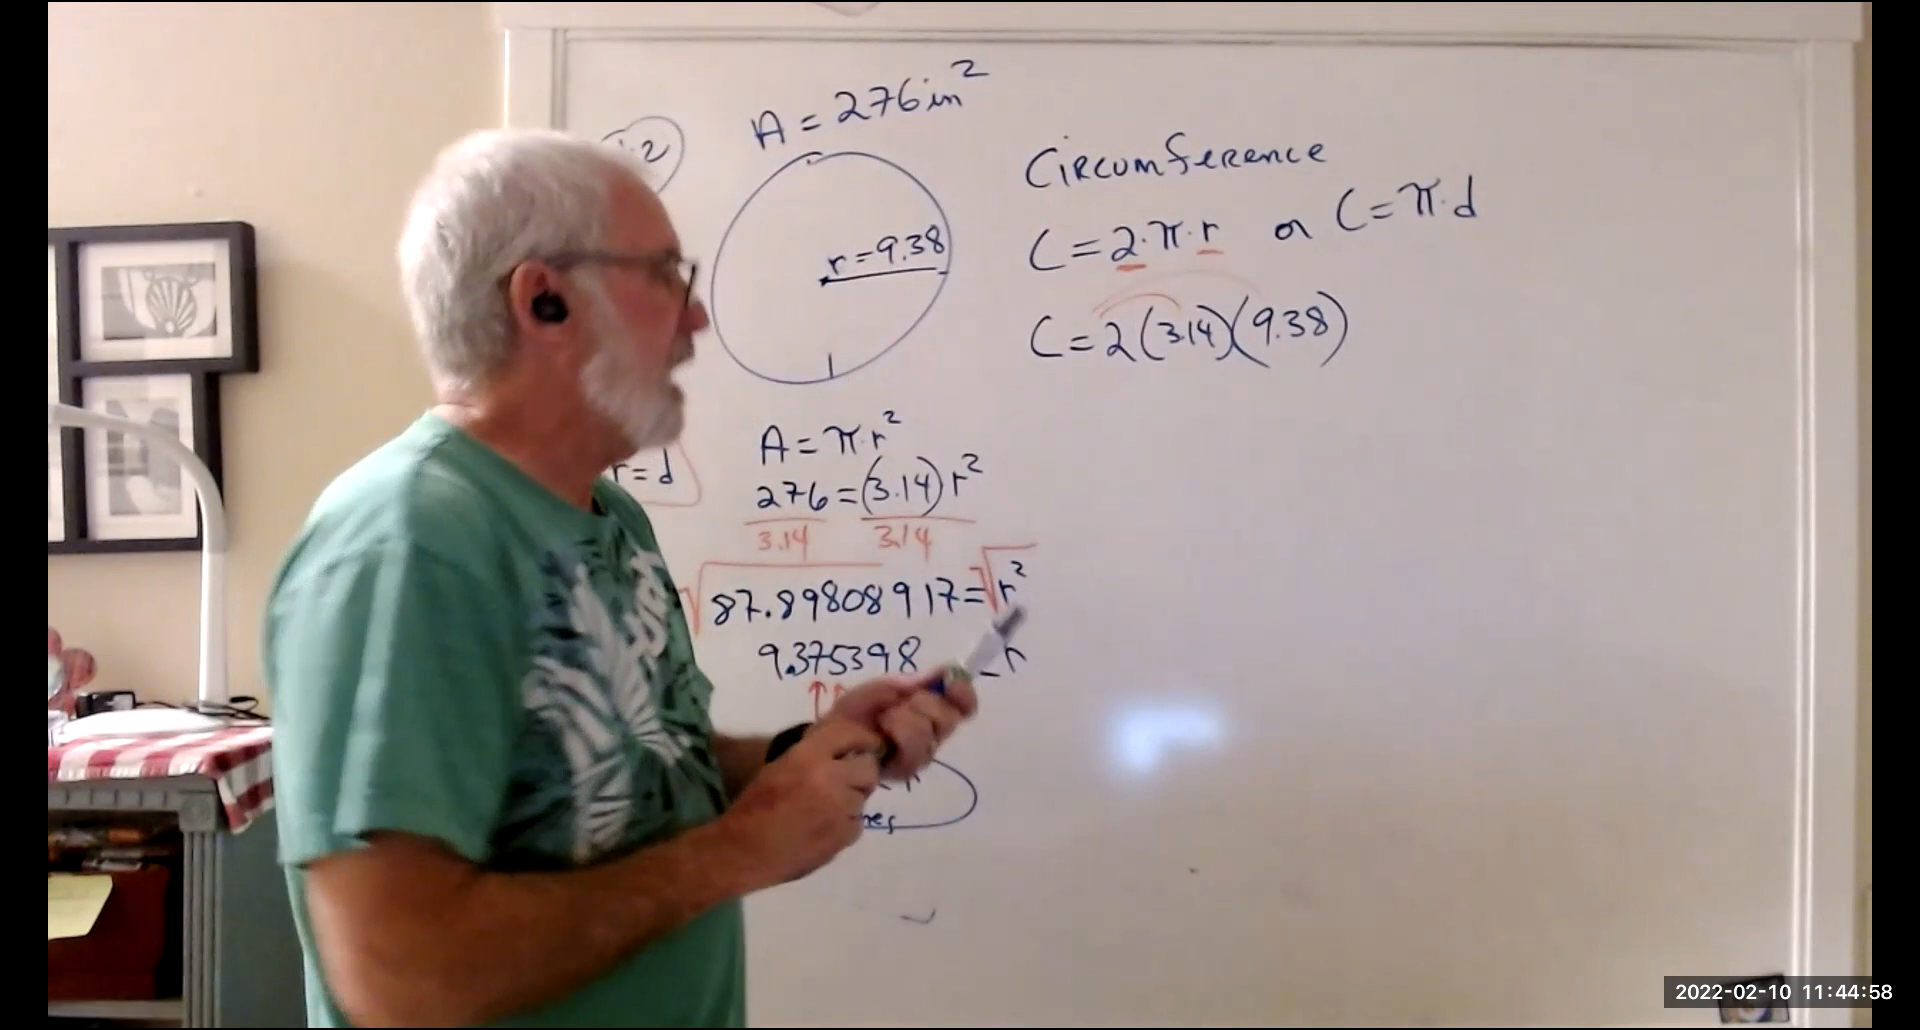 A = 276 in²
r = 9.38
r = d
A = π·r²
276 = (3.14) r²
3.14 3.14
√87.89808917 = √r²
9.375398 = r
Circumference
C = 2·π·r or C = π·d
C = 2(3.14)(9.38)
2022-02-10 11:44:58